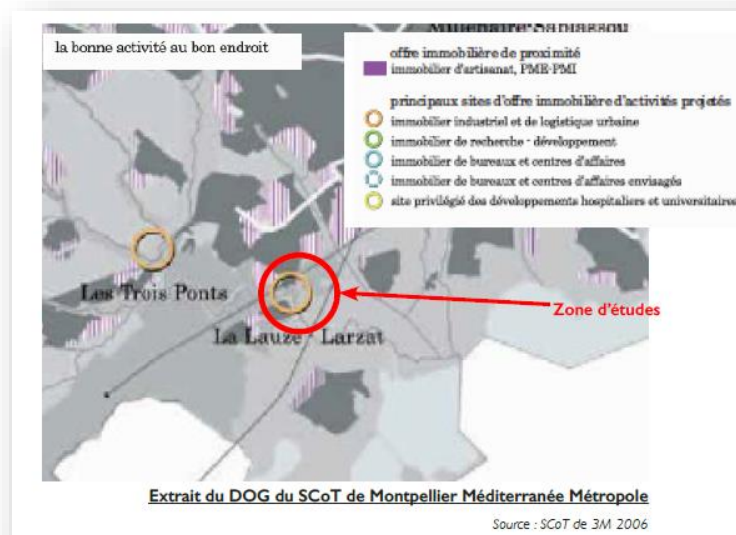 Millénaire-Sablassou
la bonne activité au bon endroit
offre immobilière de proximité
immobilier d'artisanat, PME-PMI
principaux sites d'offre immobilière d'activités projetés
immobilier industriel et de logistique urbaine
immobilier de recherche - développement
immobilier de bureaux et centres d'affaires
immobilier de bureaux et centres d'affaires envisagés
site privilégié des développements hospitaliers et universitaires
Les Trois Ponts
Zone d'études
La Lauze - Larzat
Extrait du DOG du SCoT de Montpellier Méditerranée Métropole
Source : SCoT de 3M 2006